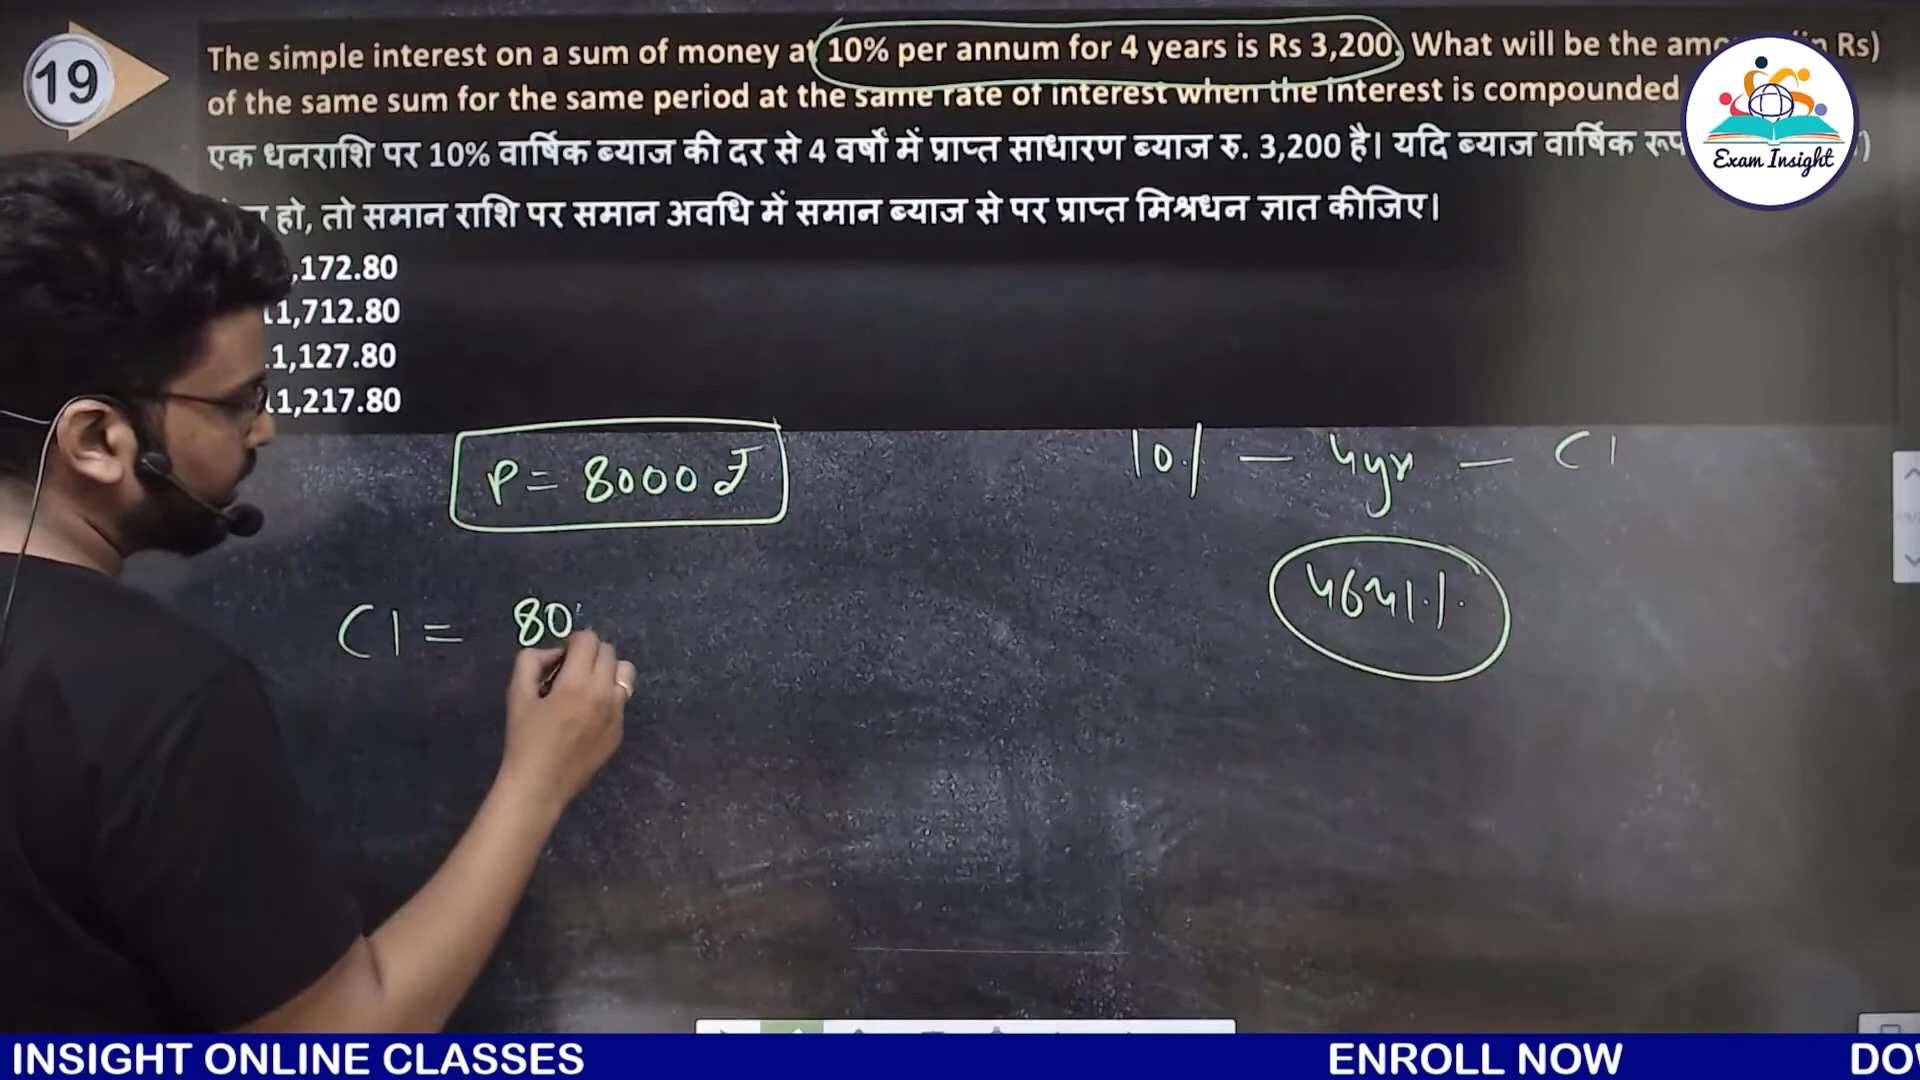 19
The simple interest on a sum of money at 10% per annum for 4 years is Rs 3,200. What will be the (in Rs)
of the same sum for the same period at the same rate of interest when the interest is compounded
एक धनराशि पर 10% वार्षिक ब्याज की दर से 4 वर्षों में प्राप्त साधारण ब्याज रु. 3,200 है। यदि ब्याज वार्षिक
हो, तो समान राशि पर समान अवधि में समान ब्याज से पर प्राप्त मिश्रधन ज्ञात कीजिए।
Exam Insight
,172.80
1,712.80
1,127.80
1,217.80
P = 8000 ₹
10% — 4yr — CI
4641%
CI = 80
INSIGHT ONLINE CLASSES ENROLL NOW